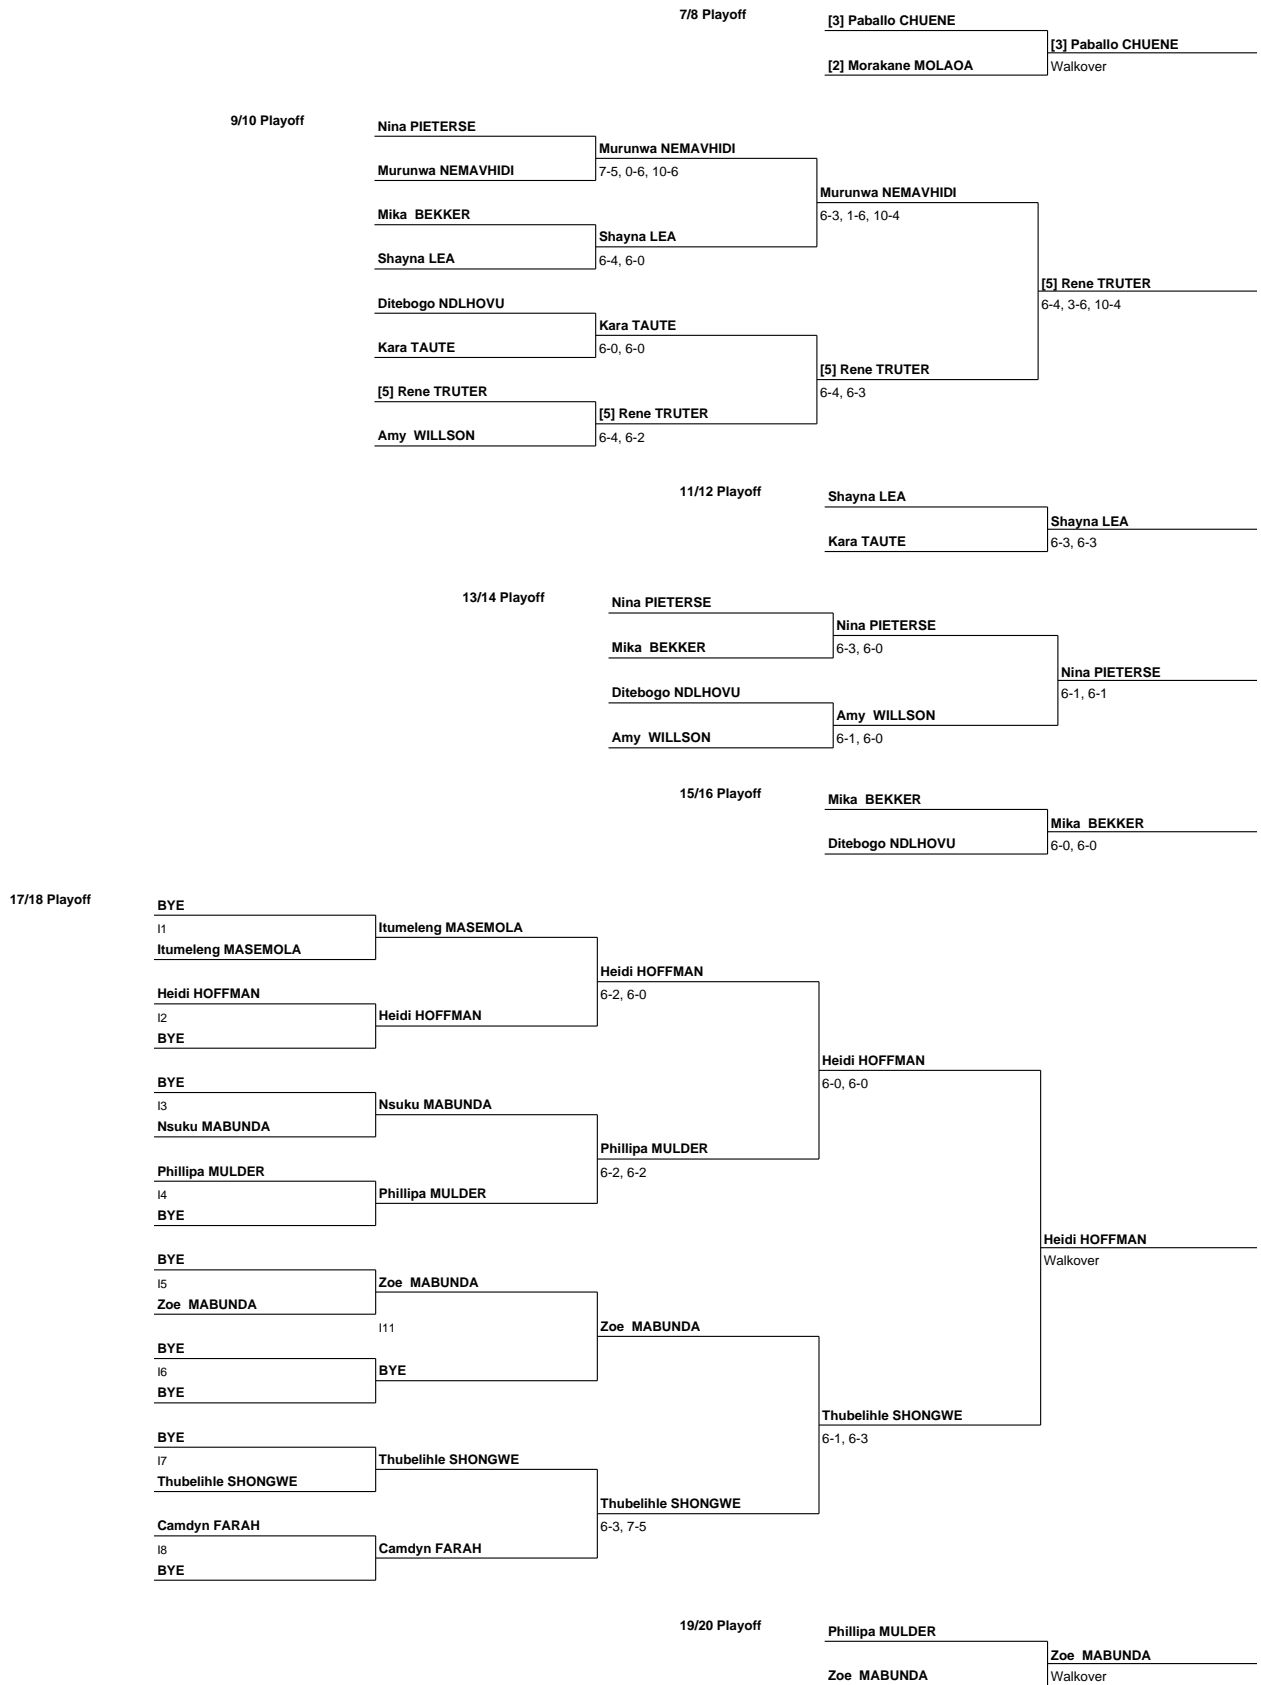 7/8 Playoff
[3] Paballo CHUENE
[3] Paballo CHUENE
[2] Morakane MOLAOA
Walkover
9/10 Playoff
Nina PIETERSE
Murunwa NEMAVHIDI
Murunwa NEMAVHIDI
7-5, 0-6, 10-6
Murunwa NEMAVHIDI
Mika BEKKER
6-3, 1-6, 10-4
Shayna LEA
Shayna LEA
6-4, 6-0
[5] Rene TRUTER
Ditebogo NDLHOVU
6-4, 3-6, 10-4
Kara TAUTE
Kara TAUTE
6-0, 6-0
[5] Rene TRUTER
[5] Rene TRUTER
6-4, 6-3
[5] Rene TRUTER
Amy WILLSON
6-4, 6-2
11/12 Playoff
Shayna LEA
Shayna LEA
Kara TAUTE
6-3, 6-3
13/14 Playoff
Nina PIETERSE
Nina PIETERSE
Mika BEKKER
6-3, 6-0
Nina PIETERSE
Ditebogo NDLHOVU
6-1, 6-1
Amy WILLSON
Amy WILLSON
6-1, 6-0
15/16 Playoff
Mika BEKKER
Mika BEKKER
Ditebogo NDLHOVU
6-0, 6-0
17/18 Playoff
BYE
I1
Itumeleng MASEMOLA
Itumeleng MASEMOLA
Heidi HOFFMAN
Heidi HOFFMAN
6-2, 6-0
I2
Heidi HOFFMAN
BYE
Heidi HOFFMAN
BYE
6-0, 6-0
I3
Nsuku MABUNDA
Nsuku MABUNDA
Phillipa MULDER
Phillipa MULDER
6-2, 6-2
I4
Phillipa MULDER
BYE
Heidi HOFFMAN
BYE
Walkover
I5
Zoe MABUNDA
Zoe MABUNDA
I11
Zoe MABUNDA
BYE
I6
BYE
BYE
Thubelihle SHONGWE
BYE
6-1, 6-3
I7
Thubelihle SHONGWE
Thubelihle SHONGWE
Thubelihle SHONGWE
Camdyn FARAH
6-3, 7-5
I8
Camdyn FARAH
BYE
19/20 Playoff
Phillipa MULDER
Zoe MABUNDA
Zoe MABUNDA
Walkover